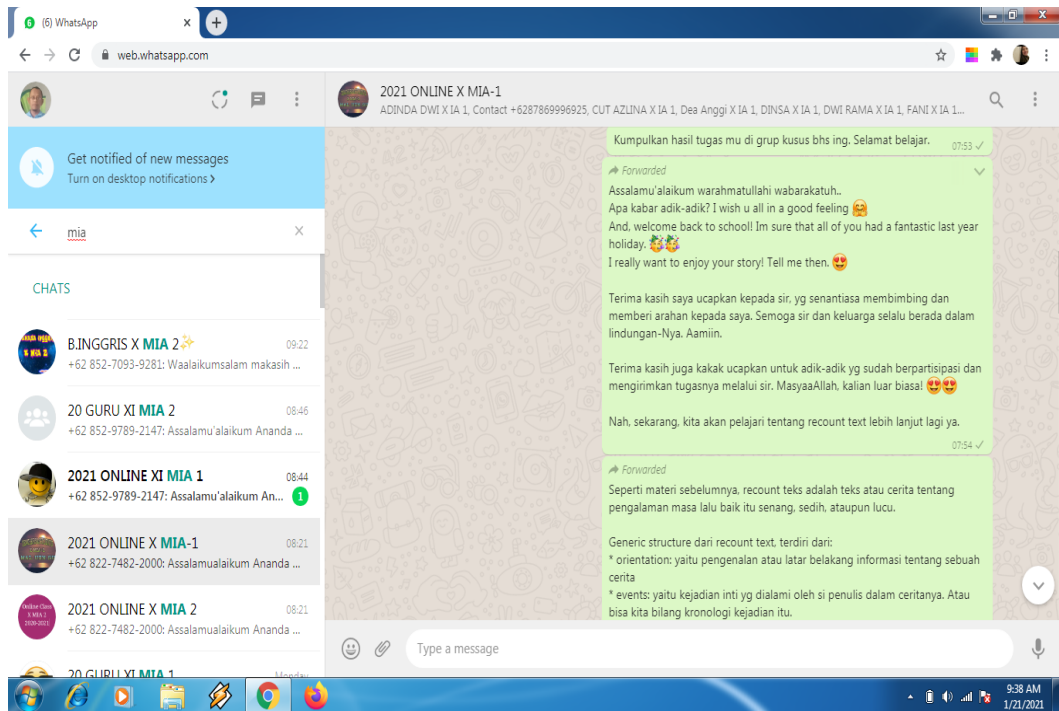 (6) WhatsApp
web.whatsapp.com
Get notified of new messages
Turn on desktop notifications >
mia
CHATS
B.INGGRIS X MIA 2✨ 09:22
+62 852-7093-9281: Waalaikumsalam makasih ...
20 GURU XI MIA 2 08:46
+62 852-9789-2147: Assalamu'alaikum Ananda ...
2021 ONLINE XI MIA 1 08:44
+62 852-9789-2147: Assalamu'alaikum An... 1
2021 ONLINE X MIA-1 08:21
+62 822-7482-2000: Assalamualaikum Ananda ...
2021 ONLINE X MIA 2 08:21
+62 822-7482-2000: Assalamualaikum Ananda ...
20 GURU XI MIA 1 Monday
2021 ONLINE X MIA-1
ADINDA DWI X IA 1, Contact +6287869996925, CUT AZLINA X IA 1, Dea Anggi X IA 1, DINSA X IA 1, DWI RAMA X IA 1, FANI X IA 1...
Kumpulkan hasil tugas mu di grup kusus bhs ing. Selamat belajar. 07:53
Forwarded
Assalamu'alaikum warahmatullahi wabarakatuh..
Apa kabar adik-adik? I wish u all in a good feeling 🤗
And, welcome back to school! Im sure that all of you had a fantastic last year
holiday. 🥳🥳
I really want to enjoy your story! Tell me then. 😍
Terima kasih saya ucapkan kepada sir, yg senantiasa membimbing dan
memberi arahan kepada saya. Semoga sir dan keluarga selalu berada dalam
lindungan-Nya. Aamiin.
Terima kasih juga kakak ucapkan untuk adik-adik yg sudah berpartisipasi dan
mengirimkan tugasnya melalui sir. MasyaaAllah, kalian luar biasa! 😍😍
Nah, sekarang, kita akan pelajari tentang recount text lebih lanjut lagi ya.
07:54
Forwarded
Seperti materi sebelumnya, recount teks adalah teks atau cerita tentang
pengalaman masa lalu baik itu senang, sedih, ataupun lucu.
Generic structure dari recount text, terdiri dari:
* orientation: yaitu pengenalan atau latar belakang informasi tentang sebuah
cerita
* events: yaitu kejadian inti yg dialami oleh si penulis dalam ceritanya. Atau
bisa kita bilang kronologi kejadian itu.
Type a message
9:38 AM
1/21/2021